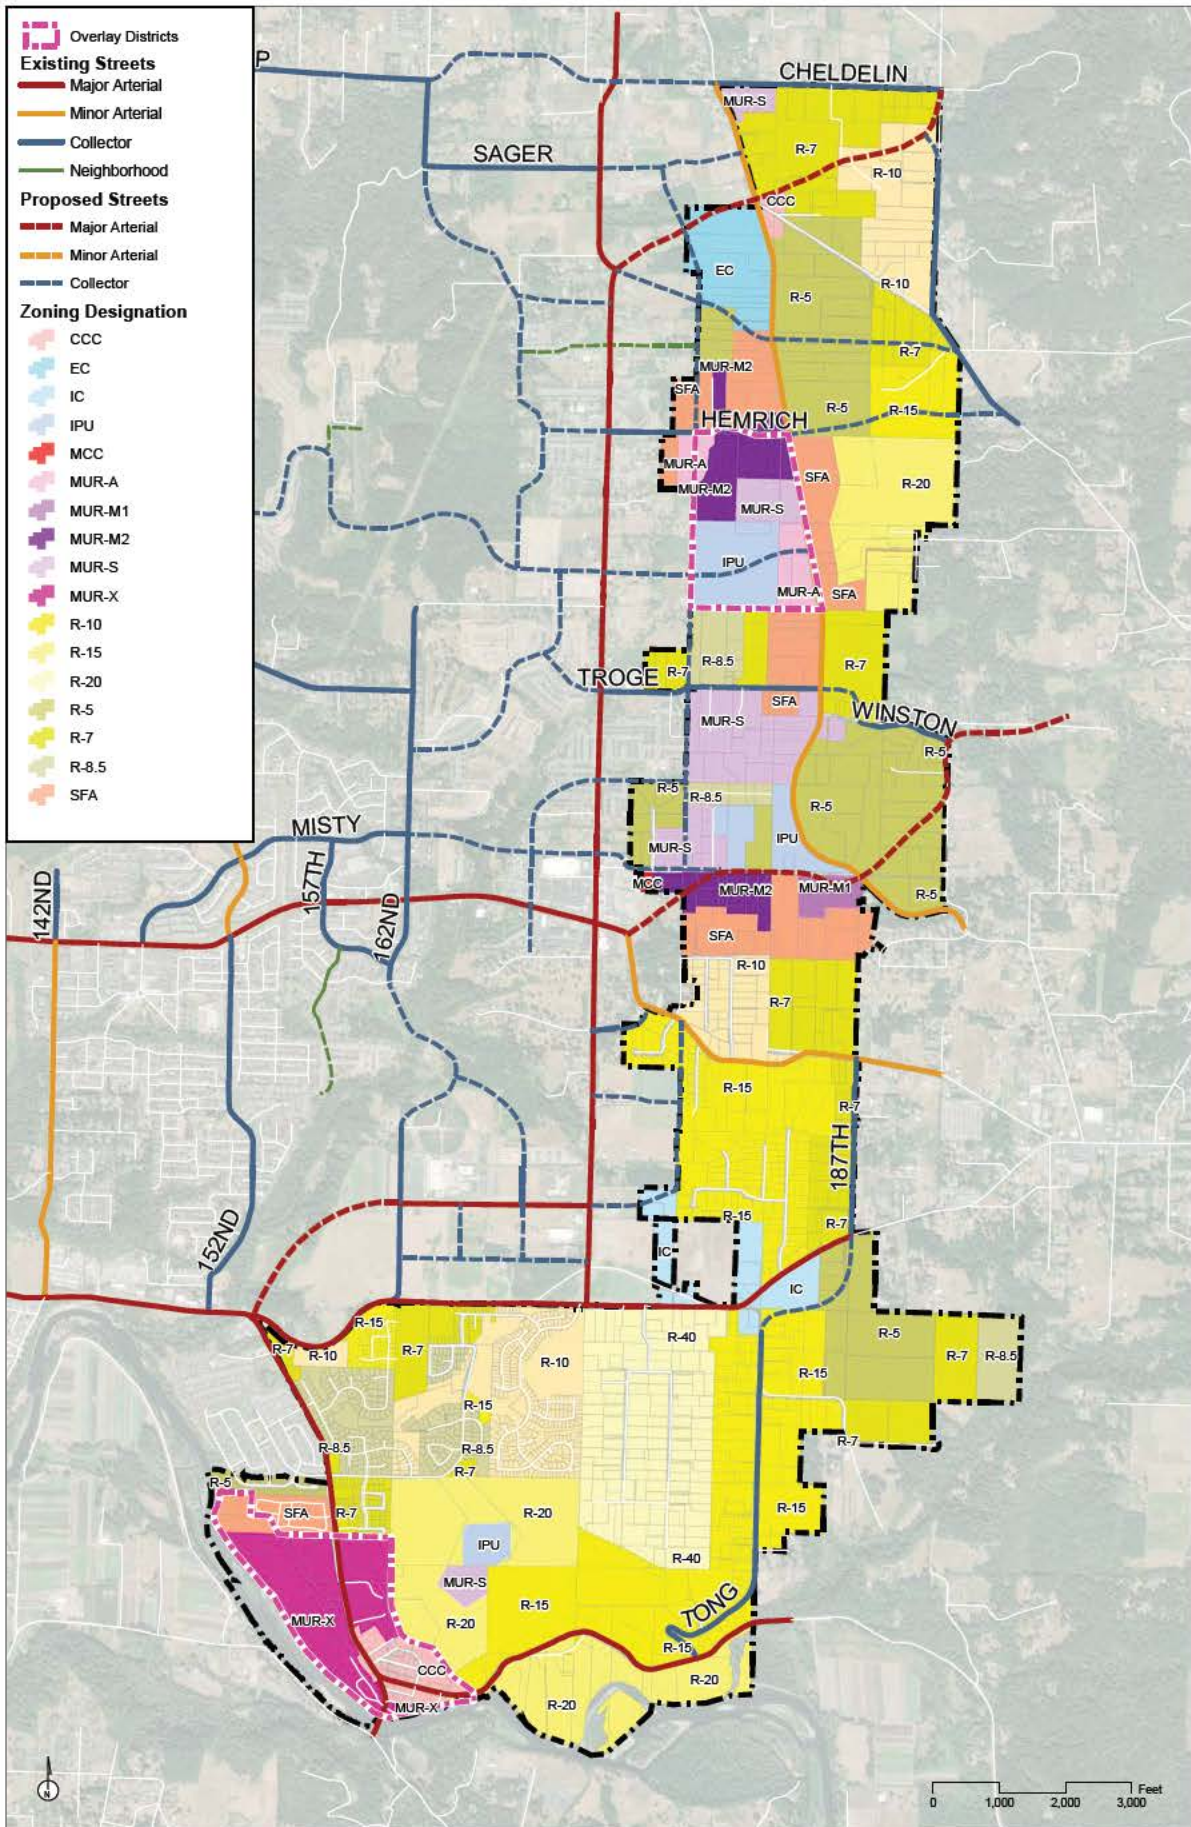 Overlay Districts
Existing Streets
Major Arterial
Minor Arterial
Collector
Neighborhood
Proposed Streets
Major Arterial
Minor Arterial
Collector
Zoning Designation
CCC
EC
IC
IPU
MCC
MUR-A
MUR-M1
MUR-M2
MUR-S
MUR-X
R-10
R-15
R-20
R-5
R-7
R-8.5
SFA
P
CHELDELIN
MUR-S
SAGER
R-7
R-10
CCC
EC
R-10
R-5
R-7
MUR-M2
SFA
R-5
R-15
HEMRICH
MUR-A
SFA
R-20
MUR-M2
MUR-S
IPU
MUR-A
SFA
R-8.5
R-7
R-7
TROGE
SFA
MUR-S
WINSTON
R-5
R-5
R-8.5
R-5
MISTY
IPU
MUR-S
157TH
MCC
MUR-M2
MUR-M1
R-5
142ND
162ND
SFA
R-10
R-7
R-15
R-7
187TH
R-15
R-7
152ND
IC
IC
R-15
R-40
R-5
R-7
R-10
R-7
R-10
R-7
R-8.5
R-15
R-15
R-8.5
R-8.5
R-7
R-7
R-5
SFA
R-7
R-20
R-15
IPU
R-40
MUR-S
R-15
TONG
MUR-X
R-20
R-15
CCC
R-20
MUR-X
R-20
N
Feet
0 1,000 2,000 3,000